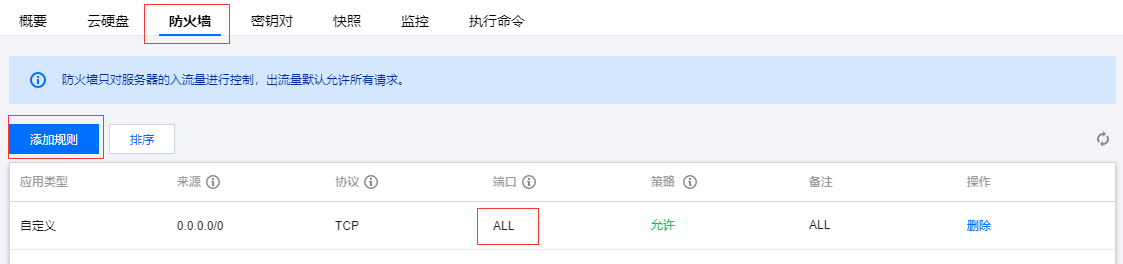 概要 云硬盘 防火墙 密钥对 快照 监控 执行命令
防火墙只对服务器的入流量进行控制，出流量默认允许所有请求。
添加规则 排序
应用类型 来源 协议 端口 策略 备注 操作
自定义 0.0.0.0/0 TCP ALL 允许 ALL 删除